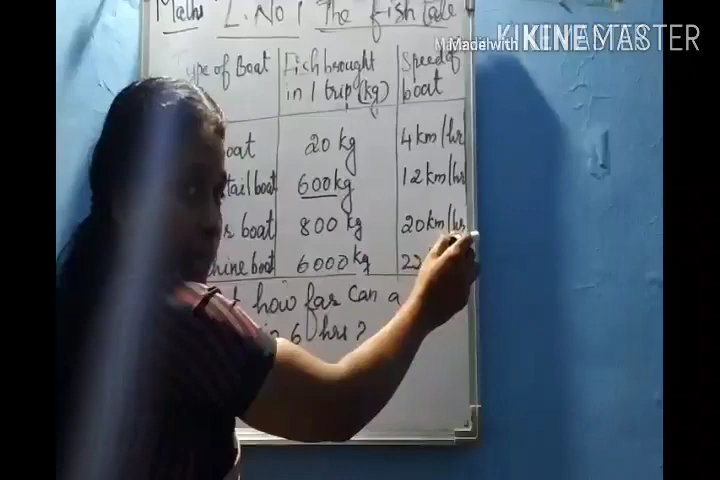 Maths L. No 1 The fish tale
Made with KINEMASTER
ype of Boat Fish brought Speed of
in 1 trip (kg) boat
oat 20 kg 4 km/hr
tail boat 600 kg 12 km/hr
r boat 800 kg 20 km/hr
hine boat 6000 kg 22
how far can a
6 hrs?